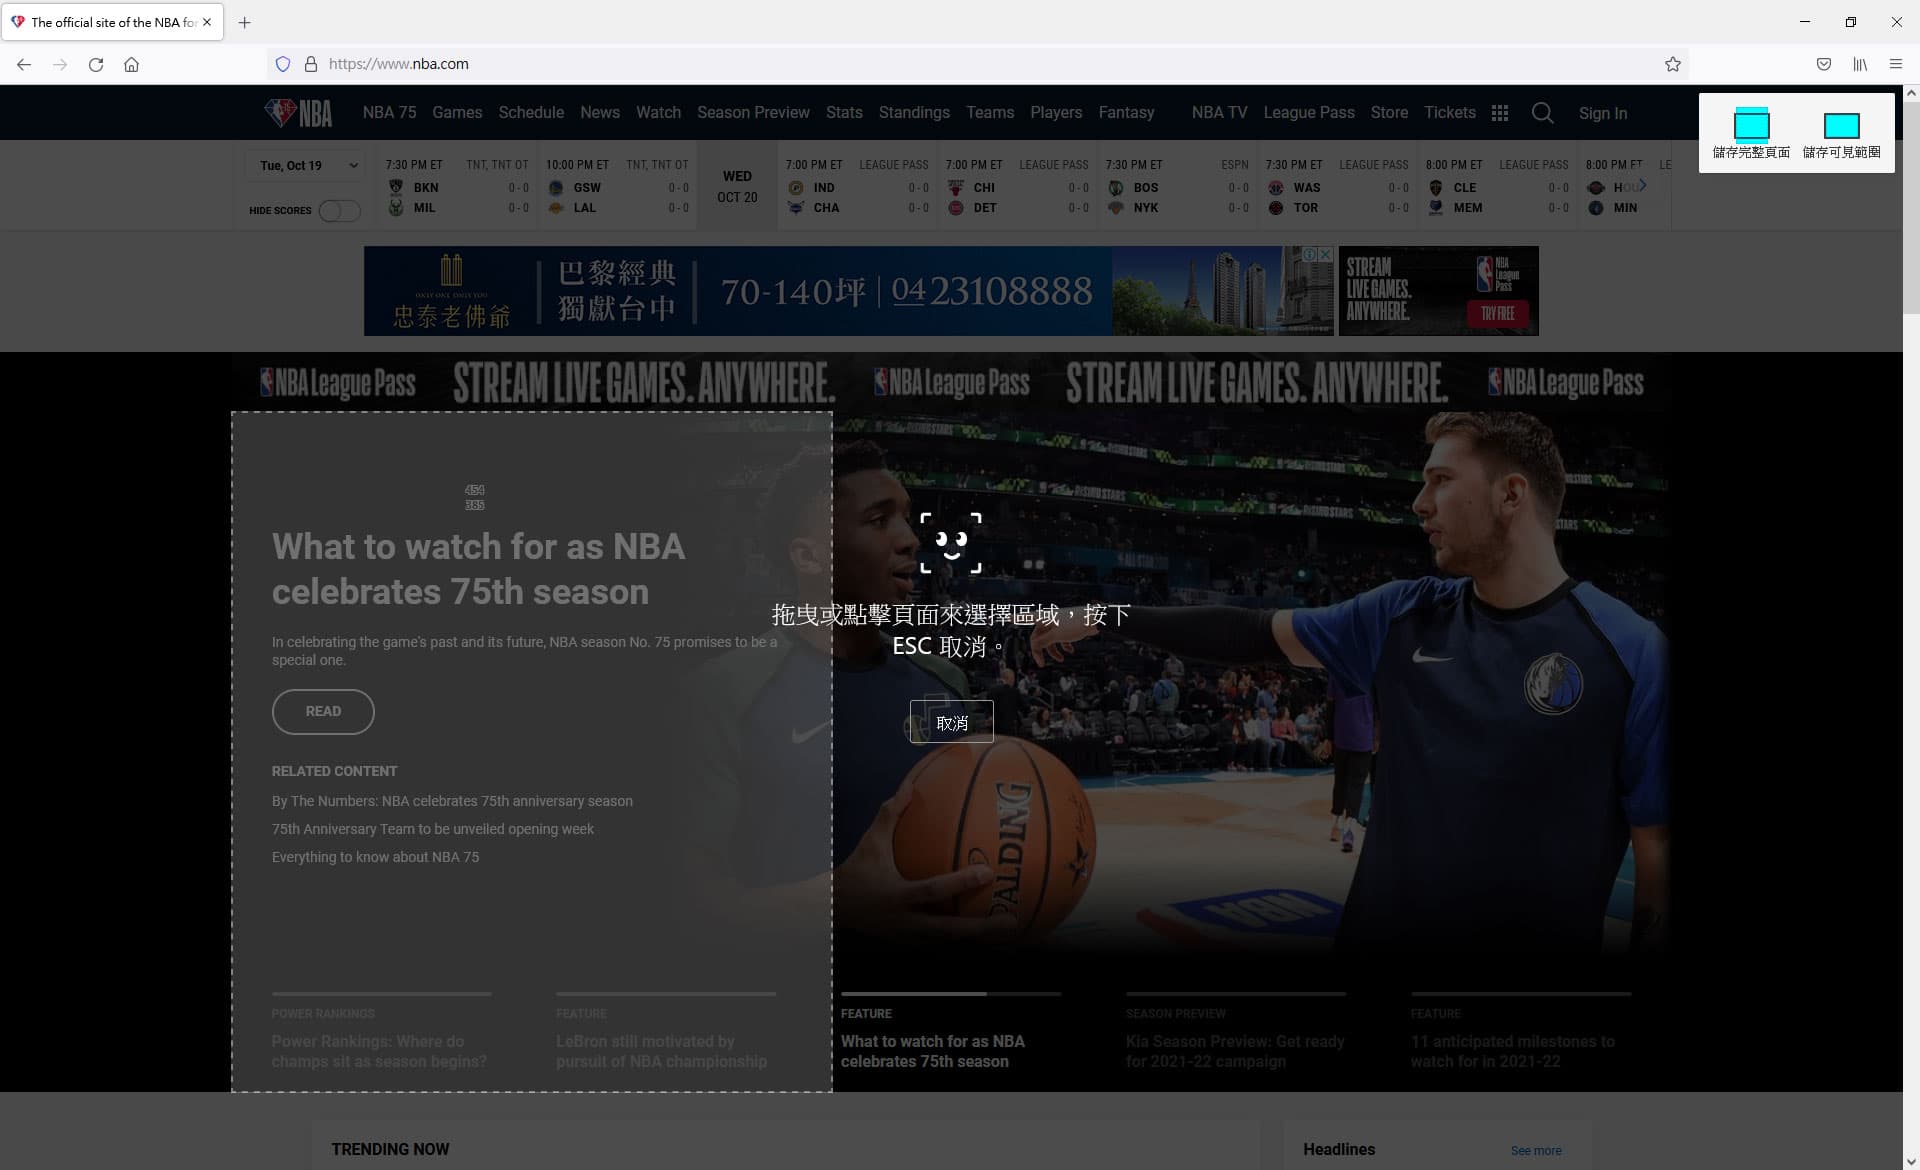 The official site of the NBA for
https://www.nba.com
NBA
NBA 75 Games Schedule News Watch Season Preview Stats Standings Teams Players Fantasy NBA TV League Pass Store Tickets Sign In
儲存完整頁面 儲存可見範圍
Tue, Oct 19
HIDE SCORES
7:30 PM ET TNT, TNT OT
BKN 0 - 0
MIL 0 - 0
10:00 PM ET TNT, TNT OT
GSW 0 - 0
LAL 0 - 0
WED
OCT 20
7:00 PM ET LEAGUE PASS
IND 0 - 0
CHA 0 - 0
7:00 PM ET LEAGUE PASS
CHI 0 - 0
DET 0 - 0
7:30 PM ET ESPN
BOS 0 - 0
NYK 0 - 0
7:30 PM ET LEAGUE PASS
WAS 0 - 0
TOR 0 - 0
8:00 PM ET LEAGUE PASS
CLE 0 - 0
MEM 0 - 0
8:00 PM ET LE
HOU
MIN
ONLY ONE ONLY YOU
忠泰老佛爺
巴黎經典
獨獻台中
70-140坪 04 23108888
STREAM
LIVE GAMES.
ANYWHERE.
NBA
League
Pass
TRY FREE
NBA League Pass STREAM LIVE GAMES. ANYWHERE. NBA League Pass STREAM LIVE GAMES. ANYWHERE. NBA League Pass
454
385
What to watch for as NBA
celebrates 75th season
In celebrating the game's past and its future, NBA season No. 75 promises to be a
special one.
READ
RELATED CONTENT
By The Numbers: NBA celebrates 75th anniversary season
75th Anniversary Team to be unveiled opening week
Everything to know about NBA 75
拖曳或點擊頁面來選擇區域，按下
ESC 取消。
取消
RISING STARS
SPALDING
POWER RANKINGS
Power Rankings: Where do
champs sit as season begins?
FEATURE
LeBron still motivated by
pursuit of NBA championship
FEATURE
What to watch for as NBA
celebrates 75th season
SEASON PREVIEW
Kia Season Preview: Get ready
for 2021-22 campaign
FEATURE
11 anticipated milestones to
watch for in 2021-22
TRENDING NOW
Headlines
See more